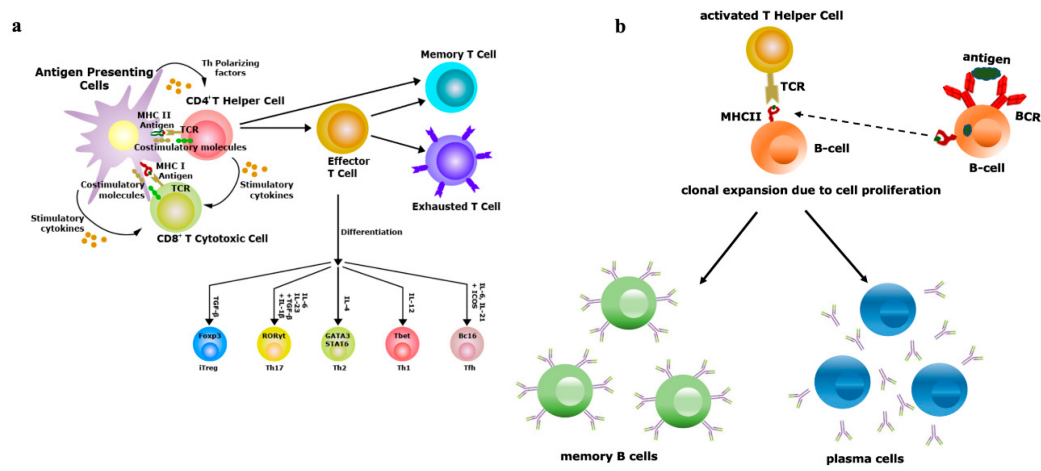 a
Antigen Presenting
Cells
Th Polarizing
factors
CD4⁺T Helper Cell
MHC II
Antigen
TCR
Costimulatory molecules
MHC I
Antigen
Costimulatory
molecules
TCR
Stimulatory
cytokines
Stimulatory
cytokines
CD8⁺ T Cytotoxic Cell
Memory T Cell
Effector
T Cell
Exhausted T Cell
Differentiation
TGF-β
IL-6
IL-23
+TGF-β
+IL-1β
IL-4
IL-12
IL-6, IL-21
+ ICOS
Foxp3
RORyt
GATA3
STAT6
Tbet
Bc16
iTreg
Th17
Th2
Th1
Tfh
b
activated T Helper Cell
TCR
MHCII
B-cell
antigen
BCR
B-cell
clonal expansion due to cell proliferation
memory B cells
plasma cells